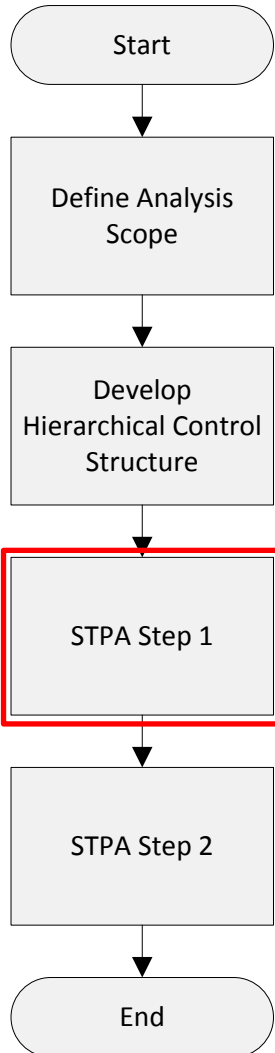 Start
Define Analysis
Scope
Develop
Hierarchical Control
Structure
STPA Step 1
STPA Step 2
End